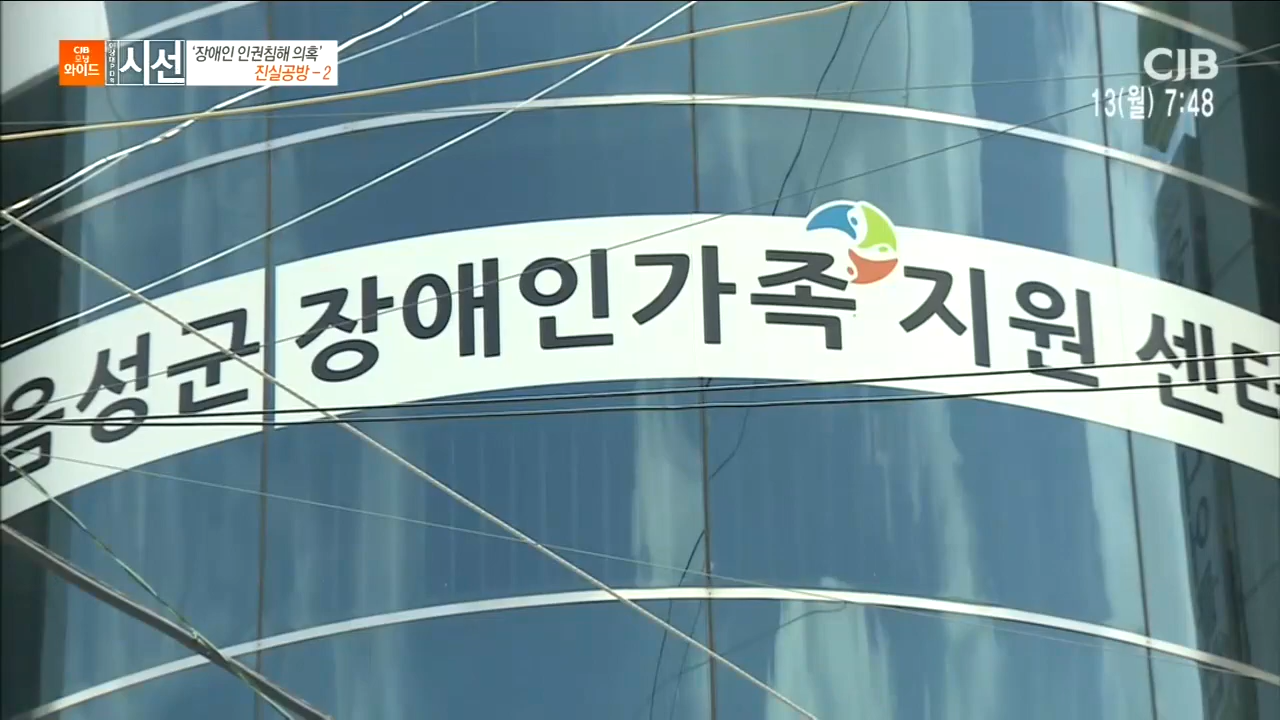 CJB
모닝
와이드
시선
'장애인 인권침해 의혹'
진실공방 - 2
CJB
13(월) 7:48
음성군 장애인가족지원 센터